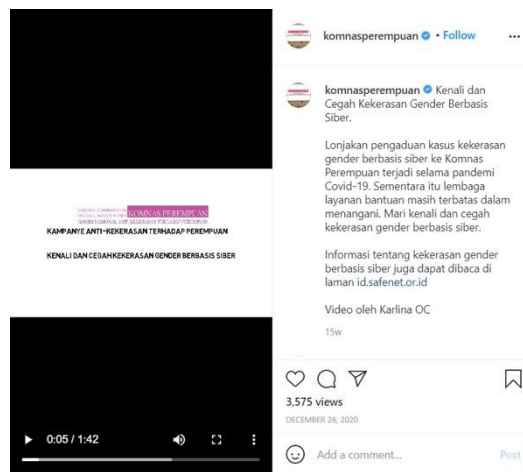 KOMNAS PEREMPUAN
KAMPANYE ANTI-KEKERASAN TERHADAP PEREMPUAN
KENALI DAN CEGAH KEKERASAN GENDER BERBASIS SIBER
0:05 / 1:42
komnasperempuan • Follow
komnasperempuan Kenali dan
Cegah Kekerasan Gender Berbasis
Siber.
Lonjakan pengaduan kasus kekerasan
gender berbasis siber ke Komnas
Perempuan terjadi selama pandemi
Covid-19. Sementara itu lembaga
layanan bantuan masih terbatas dalam
menangani. Mari kenali dan cegah
kekerasan gender berbasis siber.
Informasi tentang kekerasan gender
berbasis siber juga dapat dibaca di
laman id.safenet.or.id
Video oleh Karlina OC
15w
3,575 views
DECEMBER 26, 2020
Add a comment...
Post